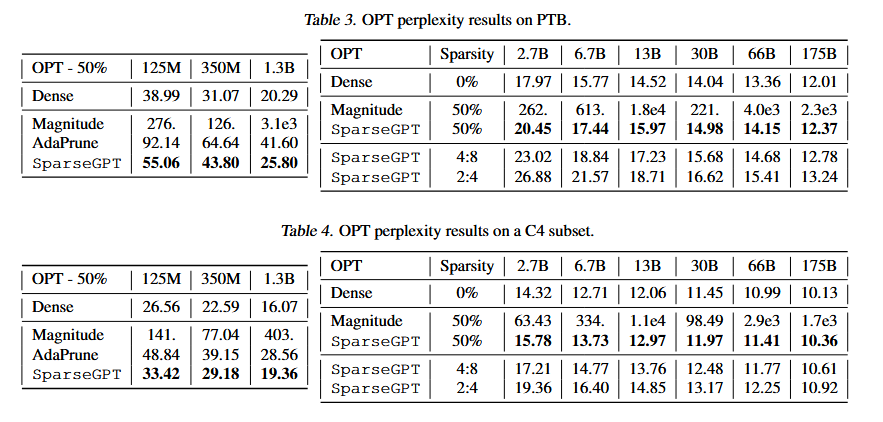 Table 3. OPT perplexity results on PTB.
OPT - 50% 125M 350M 1.3B
Dense 38.99 31.07 20.29
Magnitude 276. 126. 3.1e3
AdaPrune 92.14 64.64 41.60
SparseGPT 55.06 43.80 25.80
OPT Sparsity 2.7B 6.7B 13B 30B 66B 175B
Dense 0% 17.97 15.77 14.52 14.04 13.36 12.01
Magnitude 50% 262. 613. 1.8e4 221. 4.0e3 2.3e3
SparseGPT 50% 20.45 17.44 15.97 14.98 14.15 12.37
SparseGPT 4:8 23.02 18.84 17.23 15.68 14.68 12.78
SparseGPT 2:4 26.88 21.57 18.71 16.62 15.41 13.24
Table 4. OPT perplexity results on a C4 subset.
OPT - 50% 125M 350M 1.3B
Dense 26.56 22.59 16.07
Magnitude 141. 77.04 403.
AdaPrune 48.84 39.15 28.56
SparseGPT 33.42 29.18 19.36
OPT Sparsity 2.7B 6.7B 13B 30B 66B 175B
Dense 0% 14.32 12.71 12.06 11.45 10.99 10.13
Magnitude 50% 63.43 334. 1.1e4 98.49 2.9e3 1.7e3
SparseGPT 50% 15.78 13.73 12.97 11.97 11.41 10.36
SparseGPT 4:8 17.21 14.77 13.76 12.48 11.77 10.61
SparseGPT 2:4 19.36 16.40 14.85 13.17 12.25 10.92